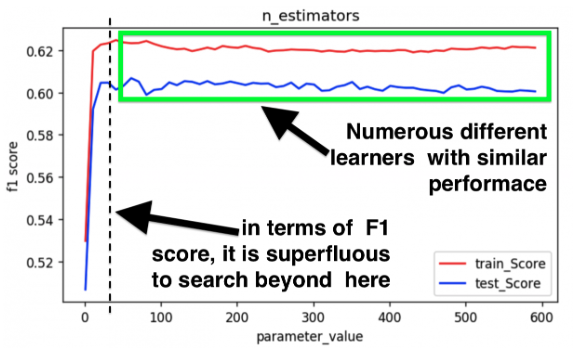 n_estimators
0.62
0.60
0.58
0.56
0.54
0.52
f1 score
Numerous different
learners with similar
performace
in terms of F1
score, it is superfluous
to search beyond here
train_Score
test_Score
0
100
200
300
400
500
600
parameter_value